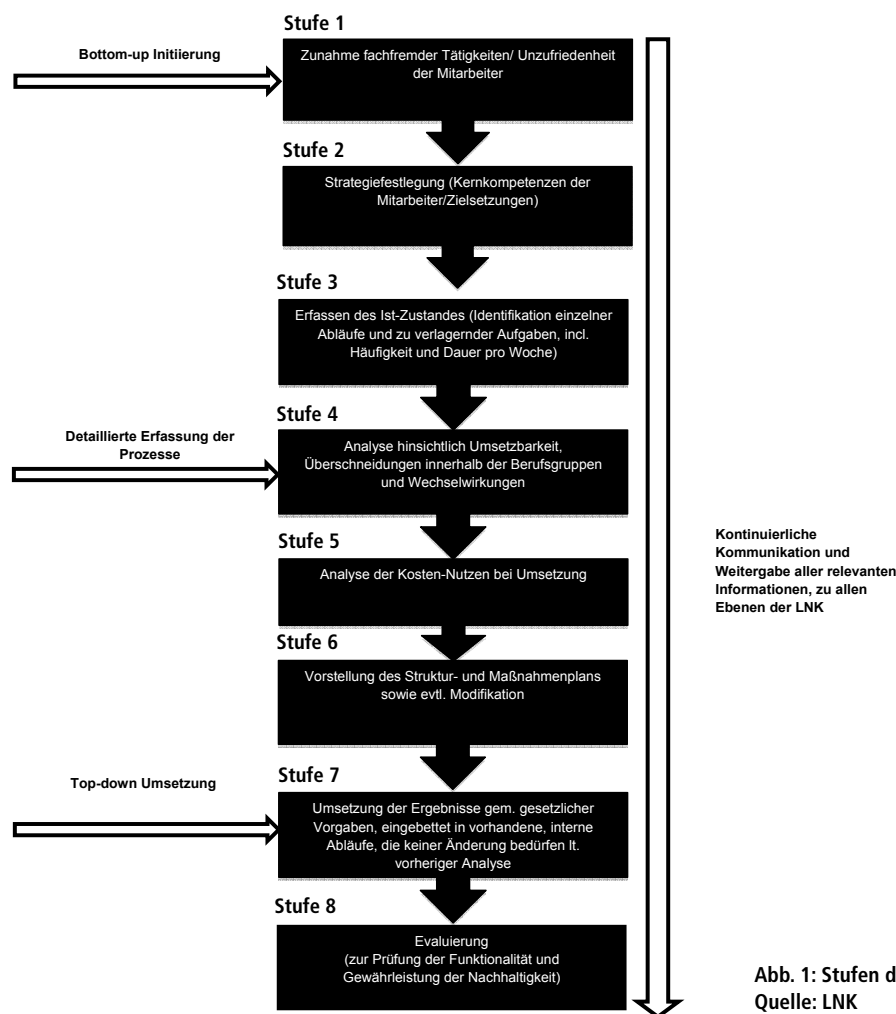 Stufe 1
Bottom-up Initiierung
Zunahme fachfremder Tätigkeiten/ Unzufriedenheit
der Mitarbeiter
Stufe 2
Strategiefestlegung (Kernkompetenzen der
Mitarbeiter/Zielsetzungen)
Stufe 3
Erfassen des Ist-Zustandes (Identifikation einzelner
Abläufe und zu verlagernder Aufgaben, incl.
Häufigkeit und Dauer pro Woche)
Stufe 4
Detaillierte Erfassung der
Prozesse
Analyse hinsichtlich Umsetzbarkeit,
Überschneidungen innerhalb der Berufsgruppen
und Wechselwirkungen
Stufe 5
Analyse der Kosten-Nutzen bei Umsetzung
Kontinuierliche
Kommunikation und
Weitergabe aller relevanten
Informationen, zu allen
Ebenen der LNK
Stufe 6
Vorstellung des Struktur- und Maßnahmenplans
sowie evtl. Modifikation
Stufe 7
Top-down Umsetzung
Umsetzung der Ergebnisse gem. gesetzlicher
Vorgaben, eingebettet in vorhandene, interne
Abläufe, die keiner Änderung bedürfen lt.
vorheriger Analyse
Stufe 8
Evaluierung
(zur Prüfung der Funktionalität und
Gewährleistung der Nachhaltigkeit)
Abb. 1: Stufen d
Quelle: LNK